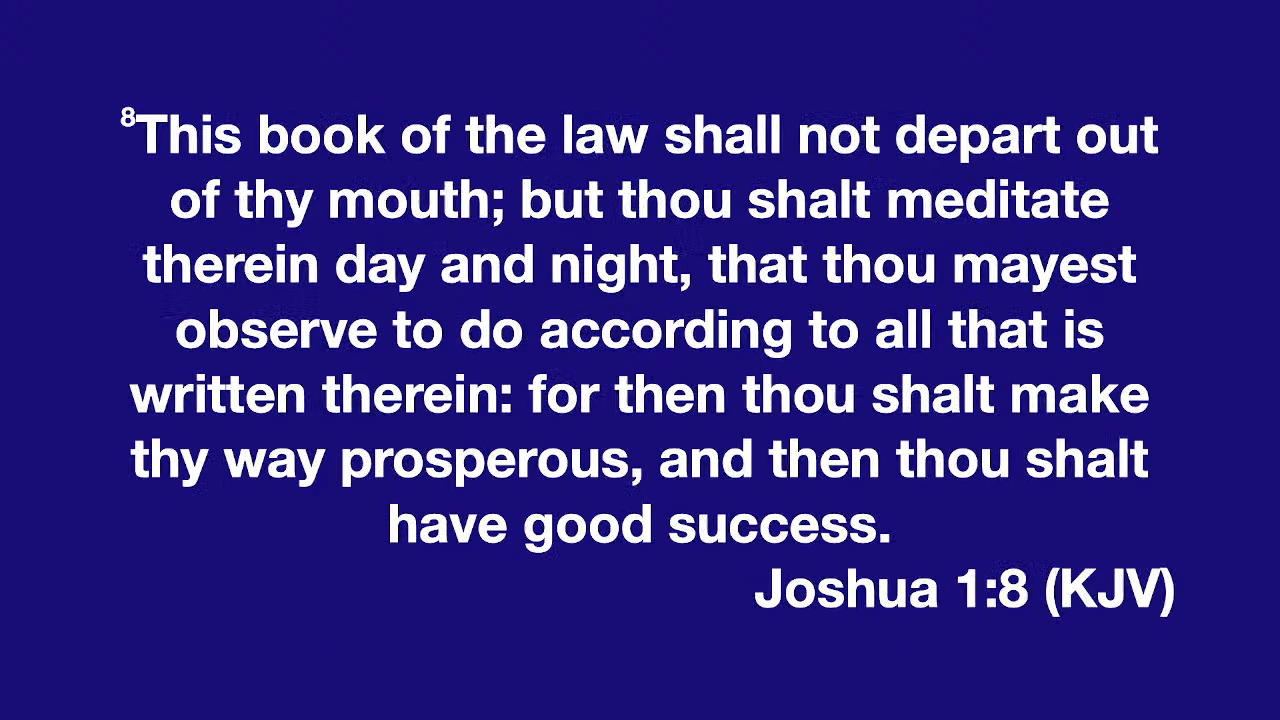 ⁸This book of the law shall not depart out
of thy mouth; but thou shalt meditate
therein day and night, that thou mayest
observe to do according to all that is
written therein: for then thou shalt make
thy way prosperous, and then thou shalt
have good success.
Joshua 1:8 (KJV)